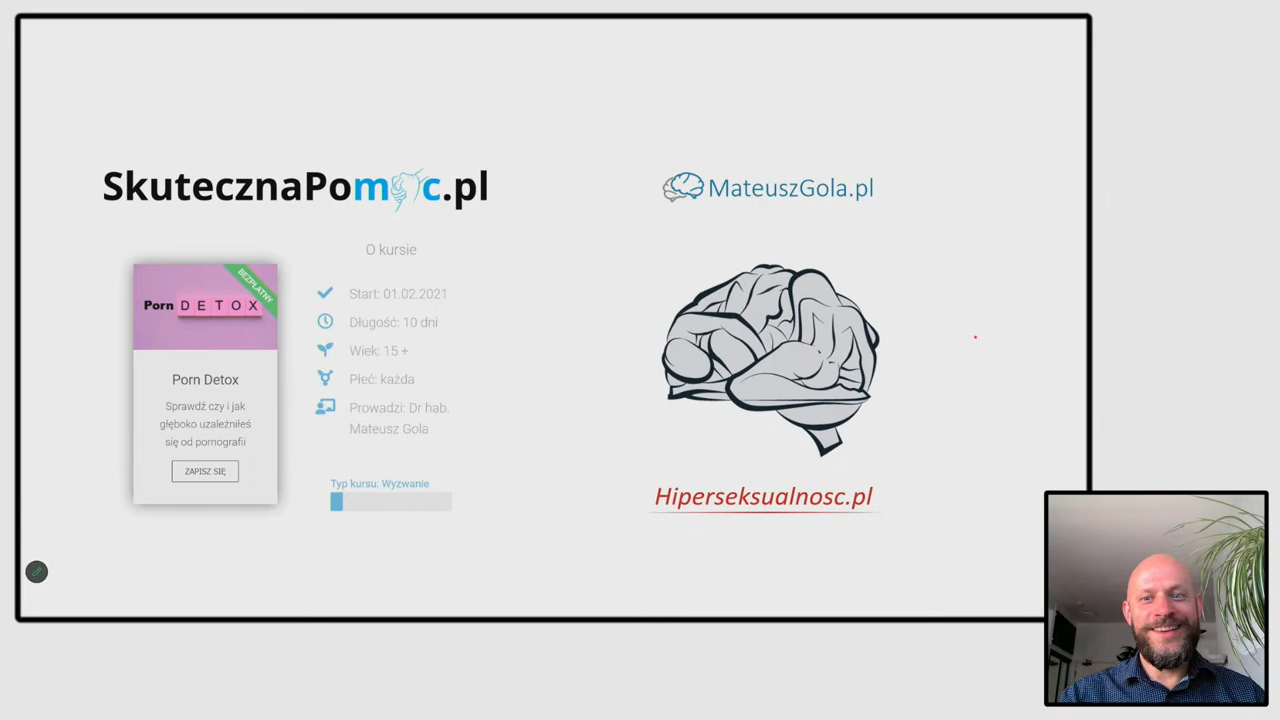 SkutecznaPomoc.pl
MateuszGola.pl
O kursie
BEZPŁATNY
Porn DETOX
Porn Detox
Sprawdź czy i jak
głęboko uzależniłeś
się od pornografii
ZAPISZ SIĘ
Start: 01.02.2021
Długość: 10 dni
Wiek: 15 +
Płeć: każda
Prowadzi: Dr hab.
Mateusz Gola
Typ kursu: Wyzwanie
Hiperseksualnosc.pl